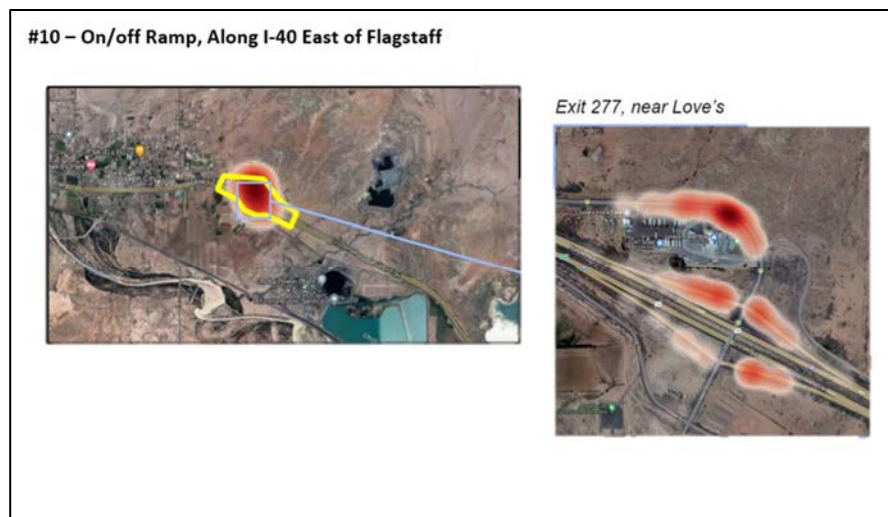 #10 – On/off Ramp, Along I-40 East of Flagstaff
Exit 277, near Love's